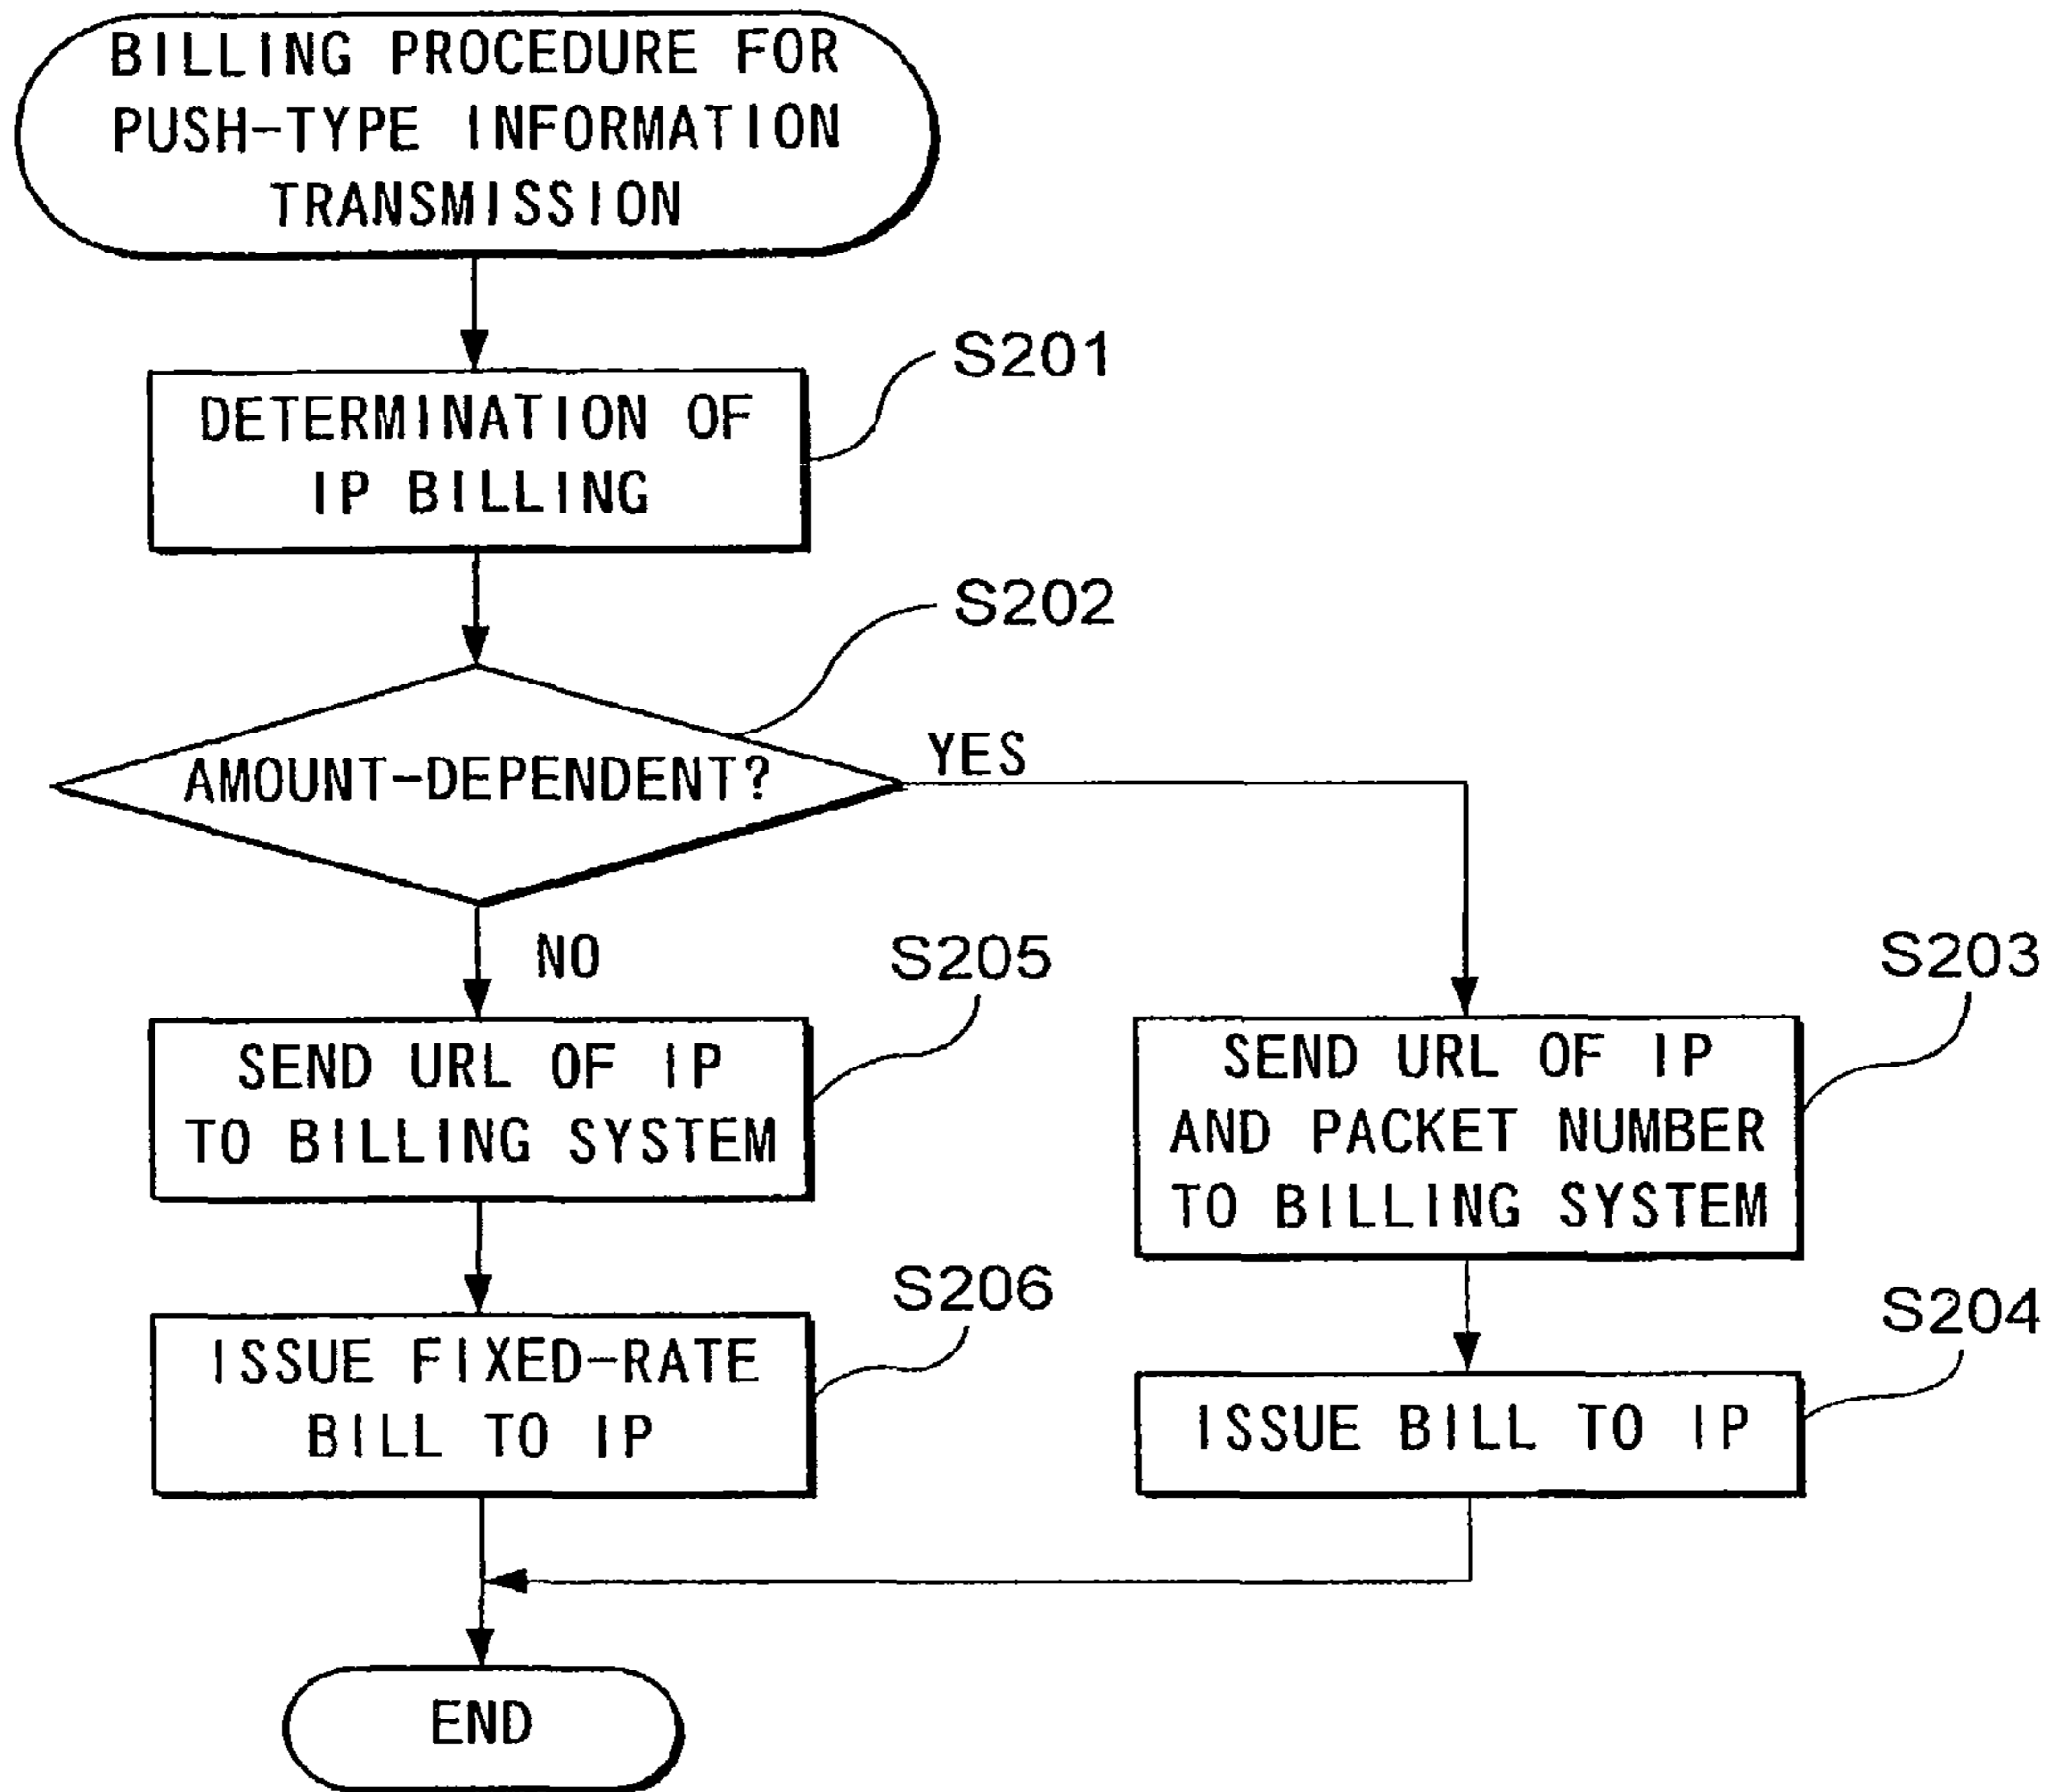 BILLING PROCEDURE FOR
PUSH-TYPE INFORMATION
TRANSMISSION
S201
DETERMINATION OF
IP BILLING
S202
AMOUNT-DEPENDENT?
YES
NO
S205
SEND URL OF IP
TO BILLING SYSTEM
S203
SEND URL OF IP
AND PACKET NUMBER
TO BILLING SYSTEM
S206
ISSUE FIXED-RATE
BILL TO IP
S204
ISSUE BILL TO IP
END